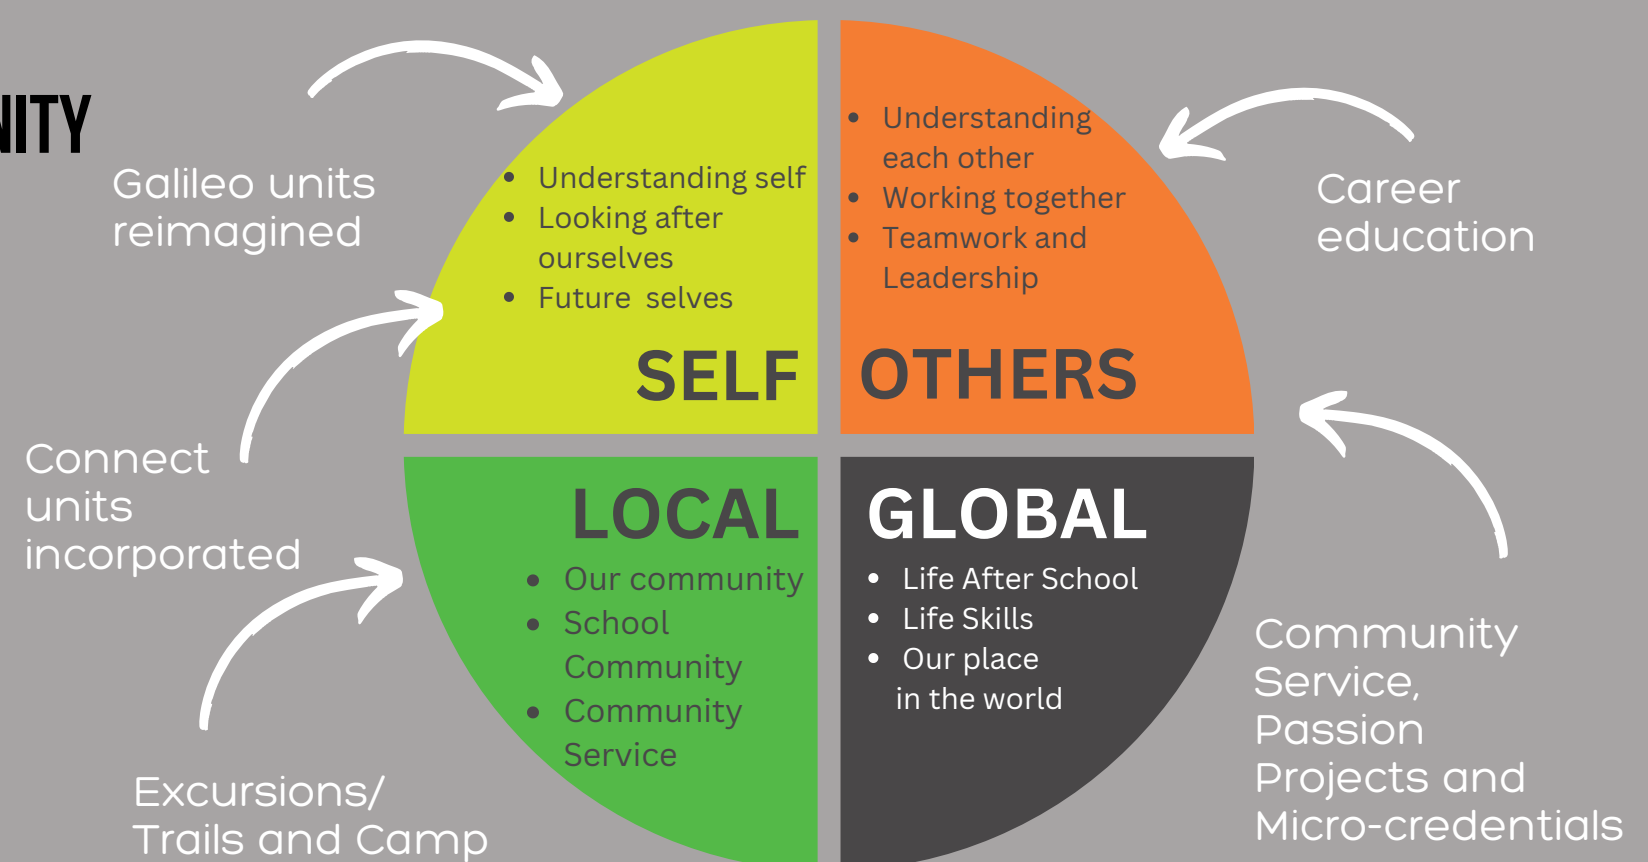 NITY
Galileo units
reimagined
• Understanding self
• Looking after
ourselves
• Future selves
SELF
• Understanding
each other
• Working together
• Teamwork and
Leadership
OTHERS
Career
education
Connect
units
incorporated
LOCAL
• Our community
• School
Community
• Community
Service
GLOBAL
• Life After School
• Life Skills
• Our place
in the world
Excursions/
Trails and Camp
Community
Service,
Passion
Projects and
Micro-credentials